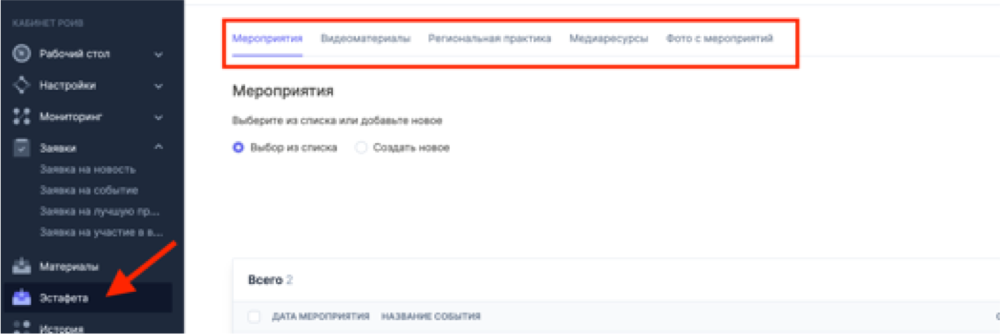 КАБИНЕТ РОИВ
Рабочий стол
Настройки
Мониторинг
Заявки
Заявка на новость
Заявка на событие
Заявка на лучшую пр...
Заявка на участие в в...
Материалы
Эстафета
История
Мероприятия Видеоматериалы Региональная практика Медиаресурсы Фото с мероприятий
Мероприятия
Выберите из списка или добавьте новое
Выбор из списка Создать новое
Всего 2
ДАТА МЕРОПРИЯТИЯ НАЗВАНИЕ СОБЫТИЯ